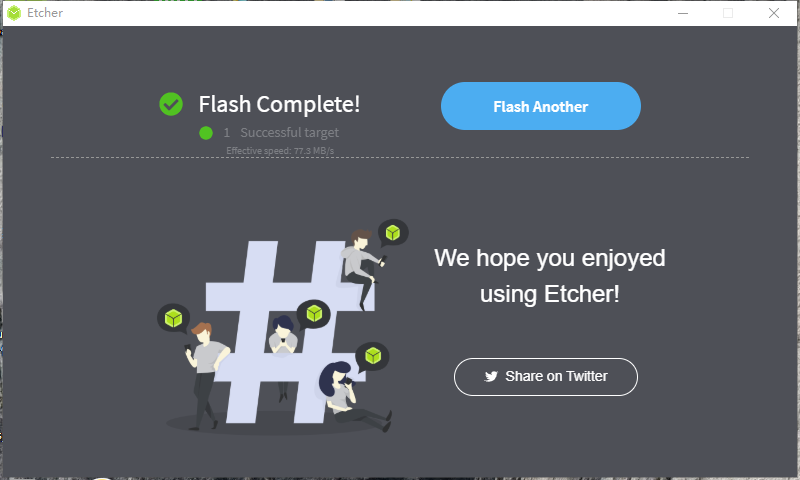 Etcher
Flash Complete!
1 Successful target
Effective speed: 77.3 MB/s
Flash Another
We hope you enjoyed
using Etcher!
Share on Twitter